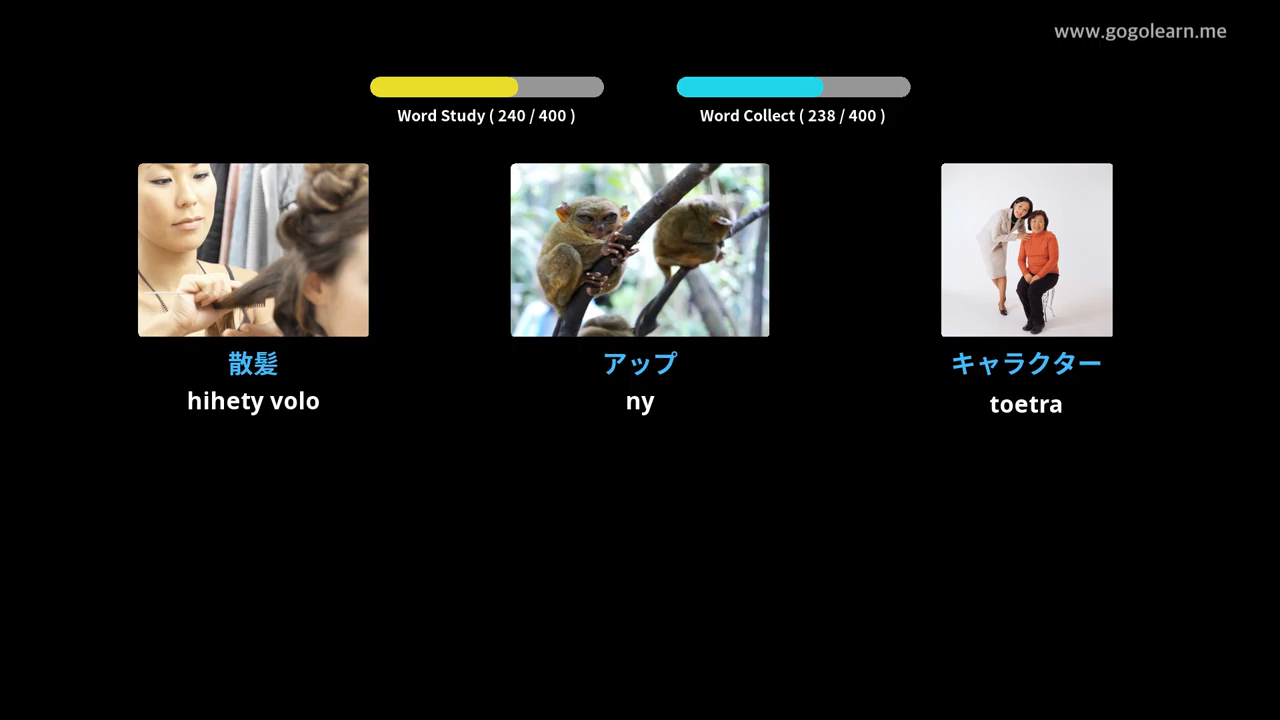 www.gogolearn.me
Word Study ( 240 / 400 )
Word Collect ( 238 / 400 )
散髪
アップ
キャラクター
hihety volo
ny
toetra